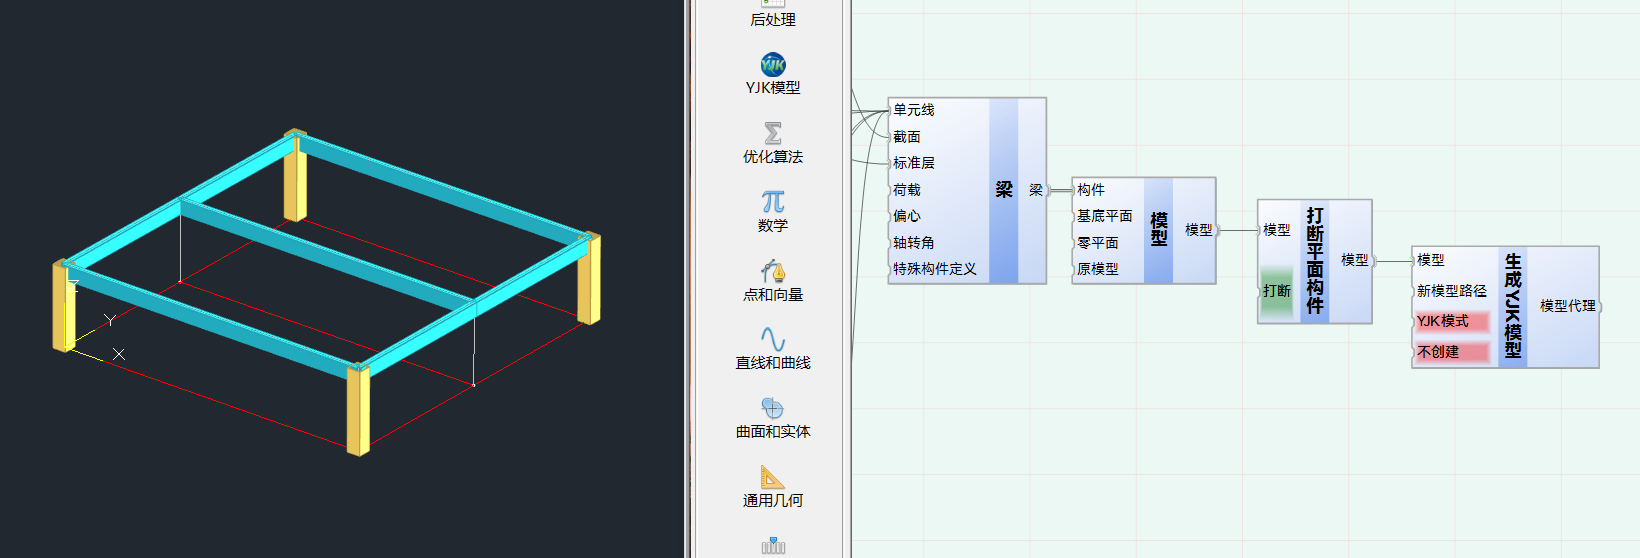 Z
Y
X
后处理
YJK
YJK模型
Σ
优化算法
π
数学
点和向量
直线和曲线
曲面和实体
通用几何
单元线
截面
标准层
荷载
偏心
轴转角
特殊构件定义
梁
梁
构件
基底平面
零平面
原模型
模型
模型
模型
打断
打断平面构件
模型
模型
新模型路径
YJK模式
不创建
生成YJK模型
模型代理